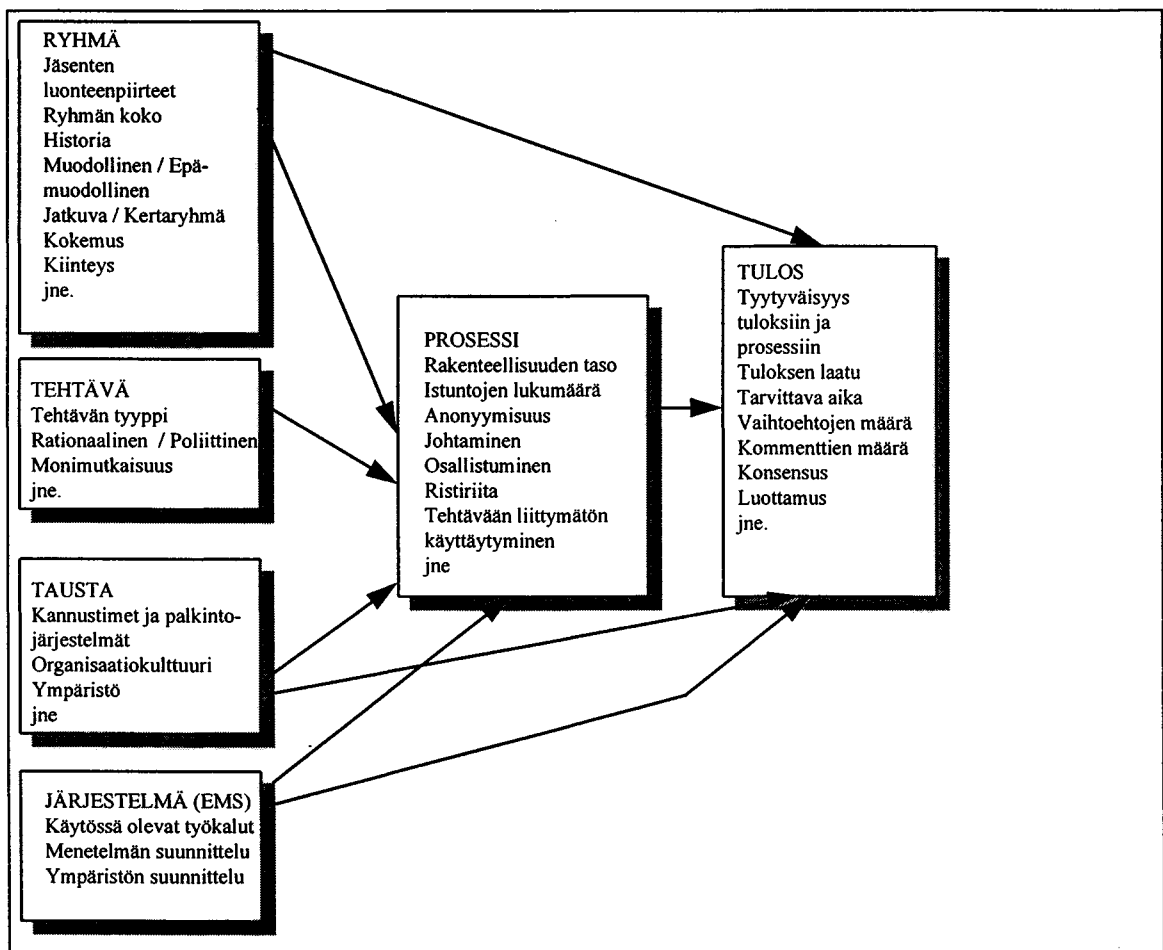 RYHMÄ
Jäsenten
luonteenpiirteet
Ryhmän koko
Historia
Muodollinen / Epä-
muodollinen
Jatkuva / Kertaryhmä
Kokemus
Kiinteys
jne.
TEHTÄVÄ
Tehtävän tyyppi
Rationaalinen / Poliittinen
Monimutkaisuus
jne.
TAUSTA
Kannustimet ja palkinto-
järjestelmät
Organisaatiokulttuuri
Ympäristö
jne
JÄRJESTELMÄ (EMS)
Käytössä olevat työkalut
Menetelmän suunnittelu
Ympäristön suunnittelu
PROSESSI
Rakenteellisuuden taso
Istuntojen lukumäärä
Anonyymisuus
Johtaminen
Osallistuminen
Ristiriita
Tehtävään liittymätön
käyttäytyminen
jne
TULOS
Tyytyväisyys
tuloksiin ja
prosessiin
Tuloksen laatu
Tarvittava aika
Vaihtoehtojen määrä
Kommenttien määrä
Konsensus
Luottamus
jne.